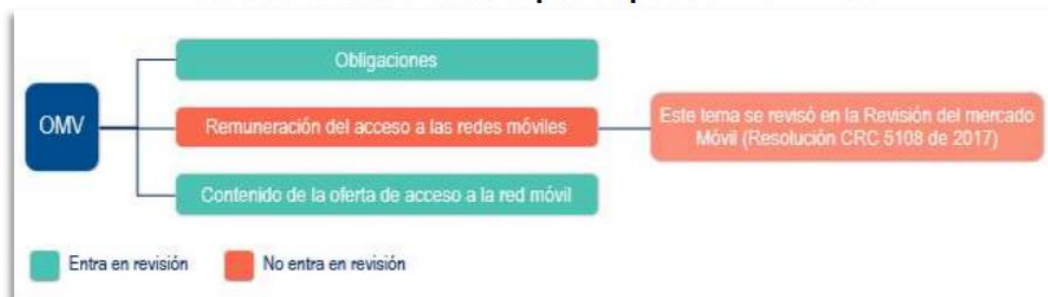 OMV
Obligaciones
Remuneración del acceso a las redes móviles
Este tema se revisó en la Revisión del mercado
Móvil (Resolución CRC 5108 de 2017)
Contenido de la oferta de acceso a la red móvil
Entra en revisión
No entra en revisión